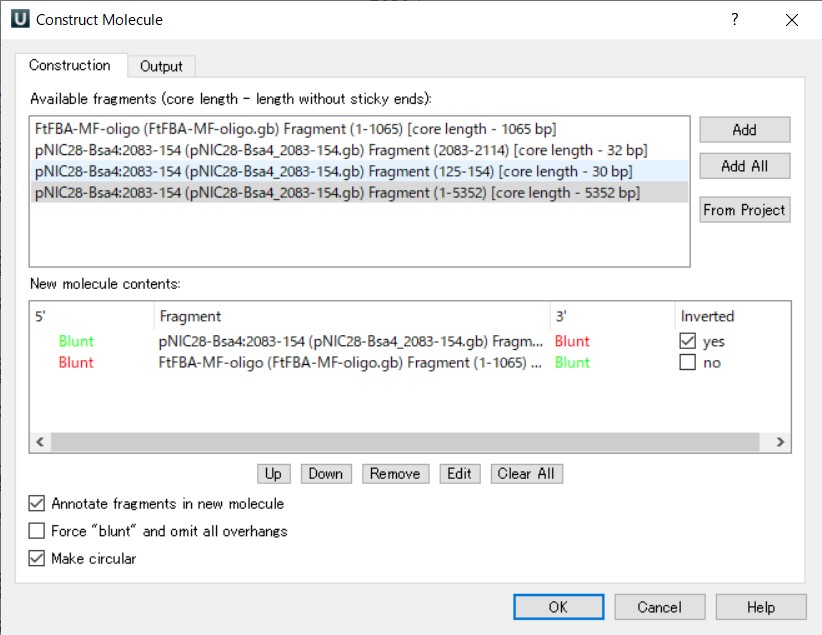 U Construct Molecule ?
Construction Output
Available fragments (core length - length without sticky ends):
FtFBA-MF-oligo (FtFBA-MF-oligo.gb) Fragment (1-1065) [core length - 1065 bp]
pNIC28-Bsa4:2083-154 (pNIC28-Bsa4_2083-154.gb) Fragment (2083-2114) [core length - 32 bp]
pNIC28-Bsa4:2083-154 (pNIC28-Bsa4_2083-154.gb) Fragment (125-154) [core length - 30 bp]
pNIC28-Bsa4:2083-154 (pNIC28-Bsa4_2083-154.gb) Fragment (1-5352) [core length - 5352 bp]
Add
Add All
From Project
New molecule contents:
5' Fragment 3' Inverted
Blunt pNIC28-Bsa4:2083-154 (pNIC28-Bsa4_2083-154.gb) Fragm... Blunt yes
Blunt FtFBA-MF-oligo (FtFBA-MF-oligo.gb) Fragment (1-1065) ... Blunt no
Up Down Remove Edit Clear All
Annotate fragments in new molecule
Force "blunt" and omit all overhangs
Make circular
OK Cancel Help